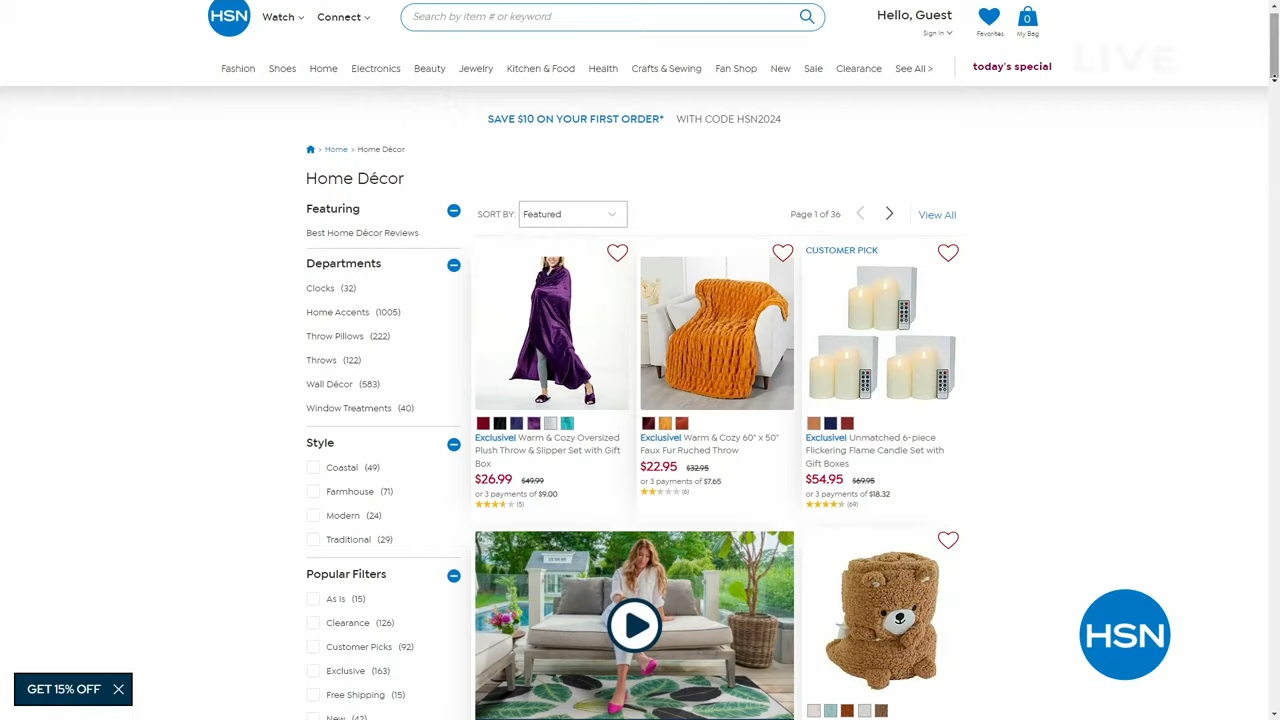 HSN
Watch
Connect
Search by item # or keyword
Hello, Guest
Sign In
Favorites
0
My Bag
Fashion
Shoes
Home
Electronics
Beauty
Jewelry
Kitchen & Food
Health
Crafts & Sewing
Fan Shop
New
Sale
Clearance
See All >
today's special
LIVE
SAVE $10 ON YOUR FIRST ORDER* WITH CODE HSN2024
> Home > Home Décor
Home Décor
Featuring
Best Home Décor Reviews
Departments
Clocks (32)
Home Accents (1005)
Throw Pillows (222)
Throws (122)
Wall Décor (583)
Window Treatments (40)
Style
Coastal (49)
Farmhouse (71)
Modern (24)
Traditional (29)
Popular Filters
As Is (15)
Clearance (126)
Customer Picks (92)
Exclusive (163)
Free Shipping (15)
New (42)
SORT BY: Featured
Page 1 of 36
View All
Exclusive! Warm & Cozy Oversized
Plush Throw & Slipper Set with Gift
Box
$26.99 $49.99
or 3 payments of $9.00
(5)
Exclusive! Warm & Cozy 60" x 50"
Faux Fur Ruched Throw
$22.95 $32.95
or 3 payments of $7.65
(6)
CUSTOMER PICK
Exclusive! Unmatched 6-piece
Flickering Flame Candle Set with
Gift Boxes
$54.95 $69.95
or 3 payments of $18.32
(69)
GET 15% OFF
HSN